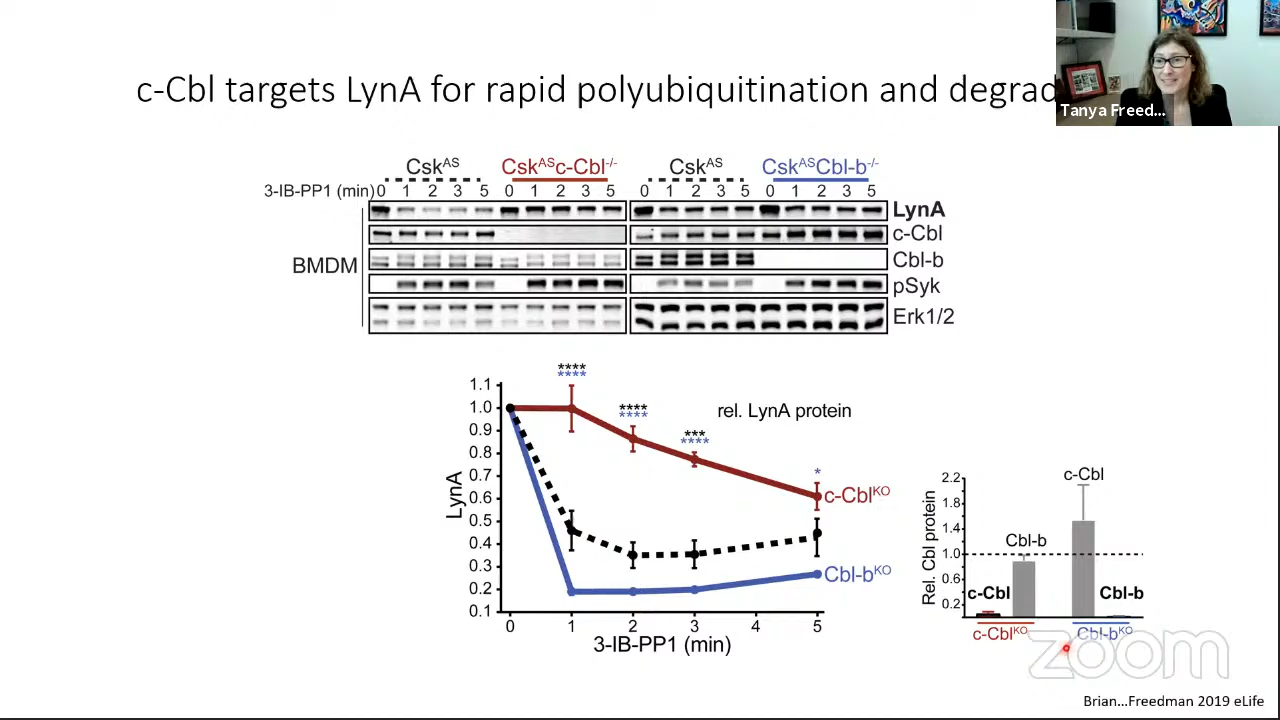 c-Cbl targets LynA for rapid polyubiquitination and degrad
Tanya Freed...
CskAS CskASc-Cbl-/- CskAS CskASCbl-b-/-
3-IB-PP1 (min) 0 1 2 3 5 0 1 2 3 5 0 1 2 3 5 0 1 2 3 5
LynA
c-Cbl
BMDM
Cbl-b
pSyk
Erk1/2
****
****
1.1
1.0
0.9
0.8
0.7
0.6
0.5
0.4
0.3
0.2
0.1
LynA
rel. LynA protein
****
****
***
****
*
c-CblKO
Cbl-bKO
0 1 2 3 4 5
3-IB-PP1 (min)
Rel. Cbl protein
2.2
1.8
1.4
1.0
0.6
0.2
c-Cbl
Cbl-b
c-Cbl
Cbl-b
c-CblKO Cbl-bKO
zoom
Brian...Freedman 2019 eLife